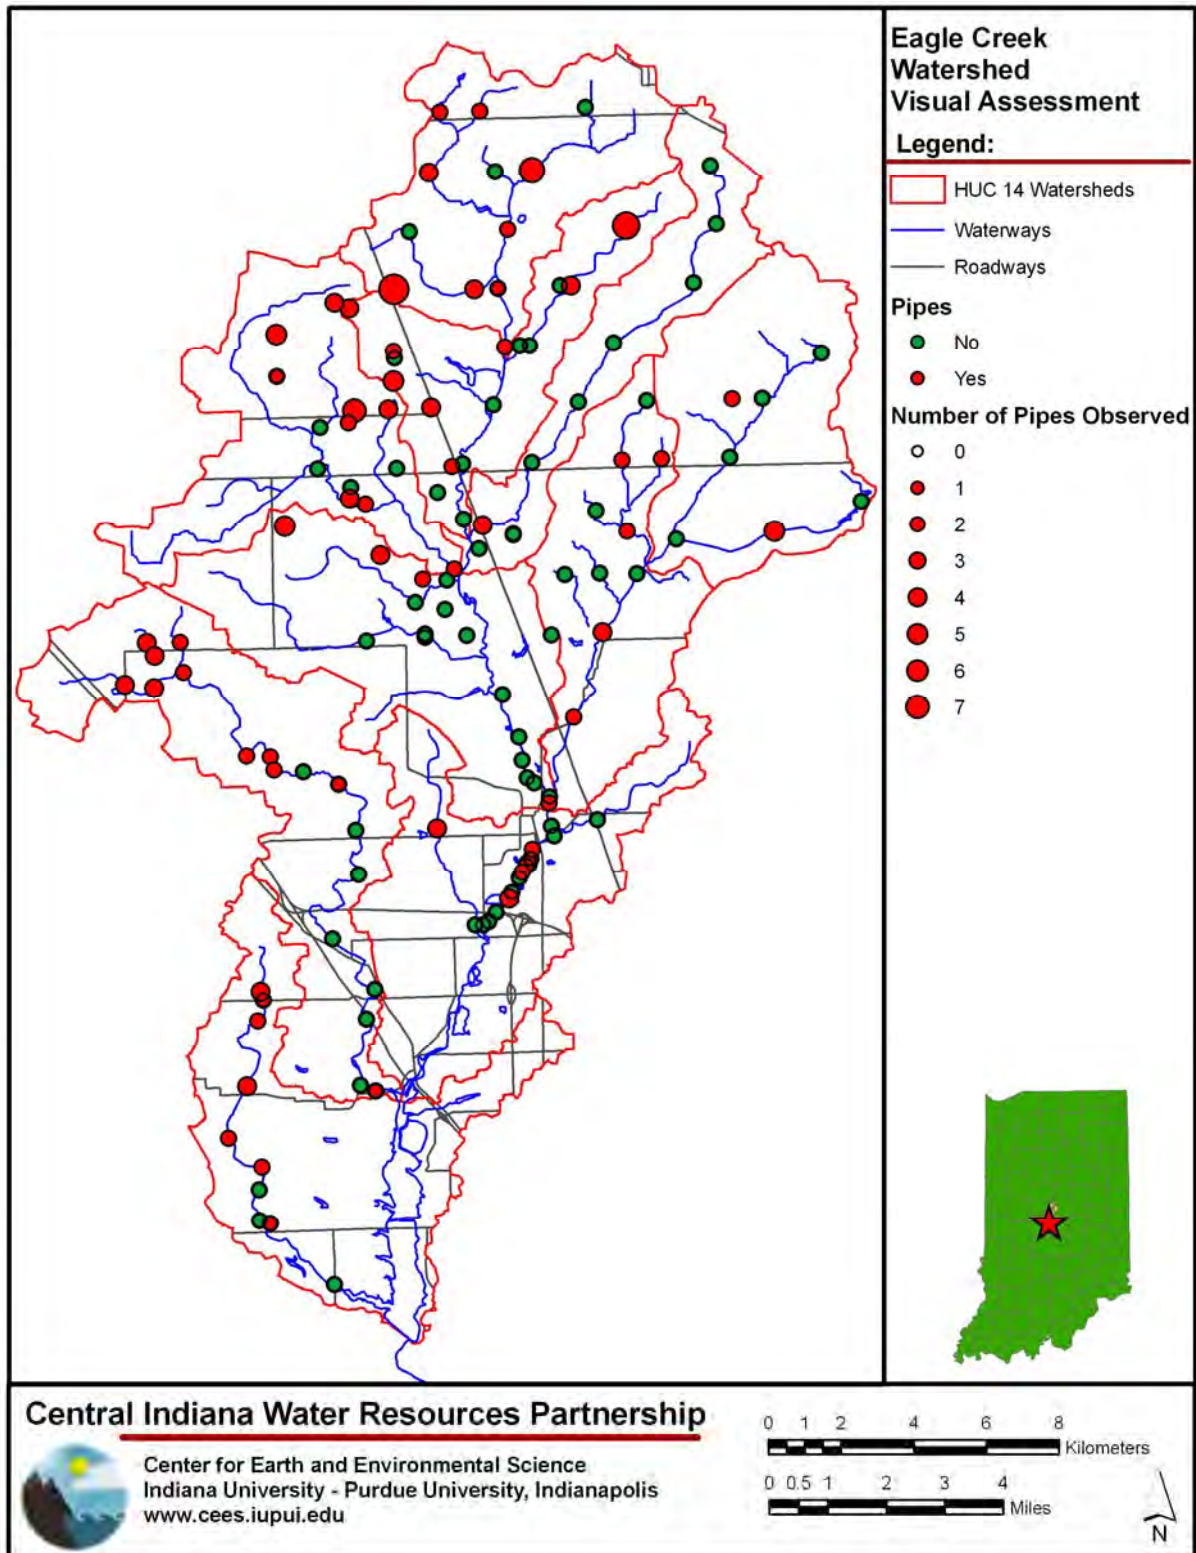 Eagle Creek
Watershed
Visual Assessment
Legend:
HUC 14 Watersheds
Waterways
Roadways
Pipes
No
Yes
Number of Pipes Observed
0
1
2
3
4
5
6
7
Central Indiana Water Resources Partnership
Center for Earth and Environmental Science
Indiana University - Purdue University, Indianapolis
www.cees.iupui.edu
0 1 2 4 6 8
Kilometers
0 0.5 1 2 3 4
Miles
N